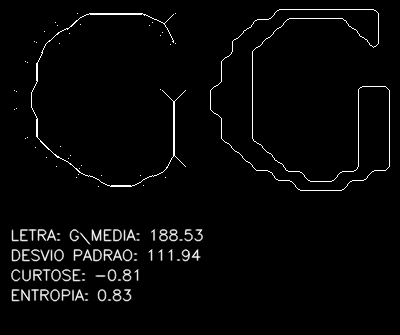 G G
LETRA: G\MEDIA: 188.53
DESVIO PADRAO: 111.94
CURTOSE: -0.81
ENTROPIA: 0.83